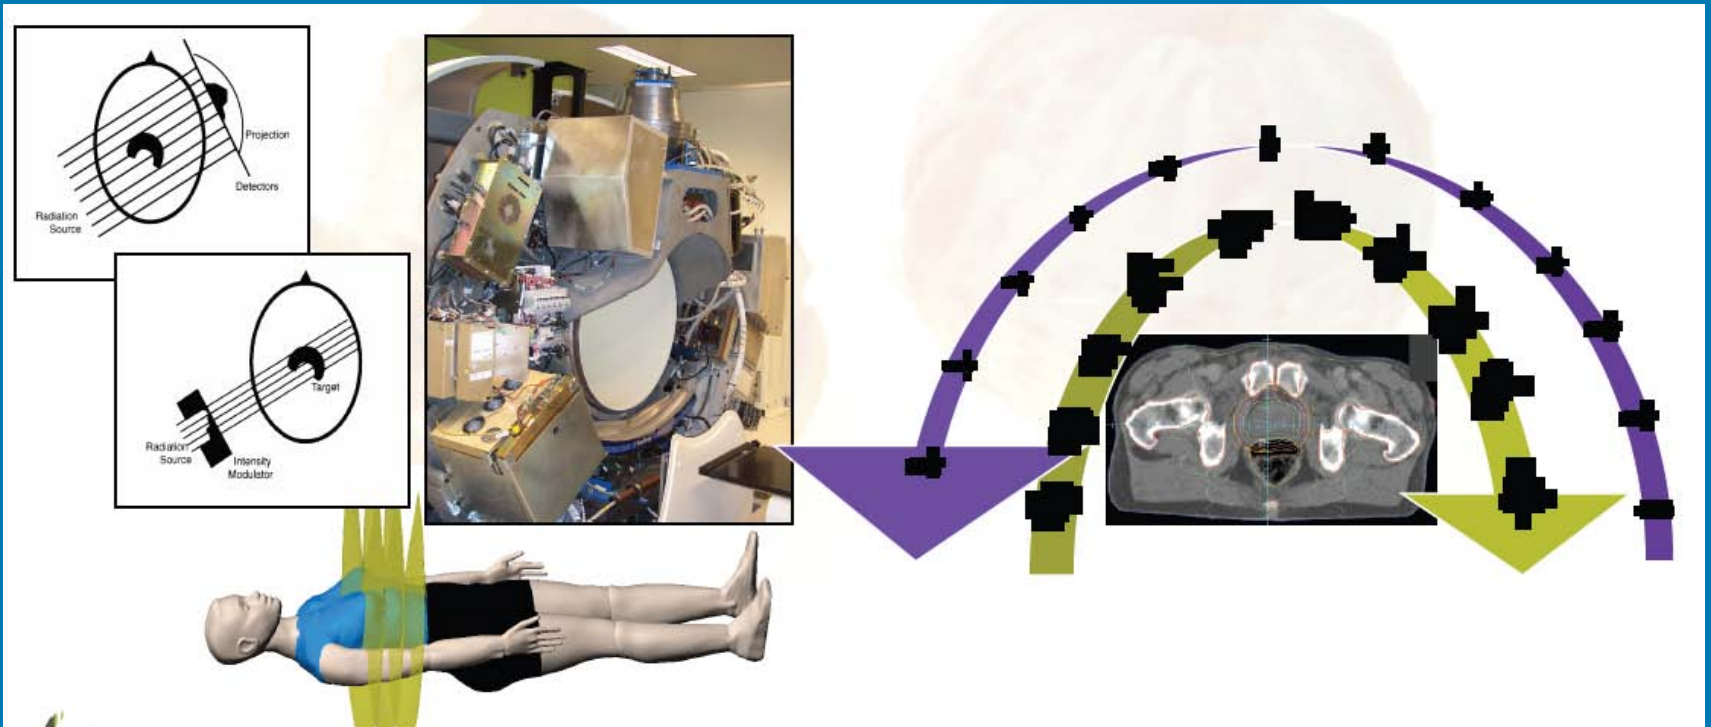 Projection
Detectors
Radiation
Source
Target
Radiation
Source
Intensity
Modulator